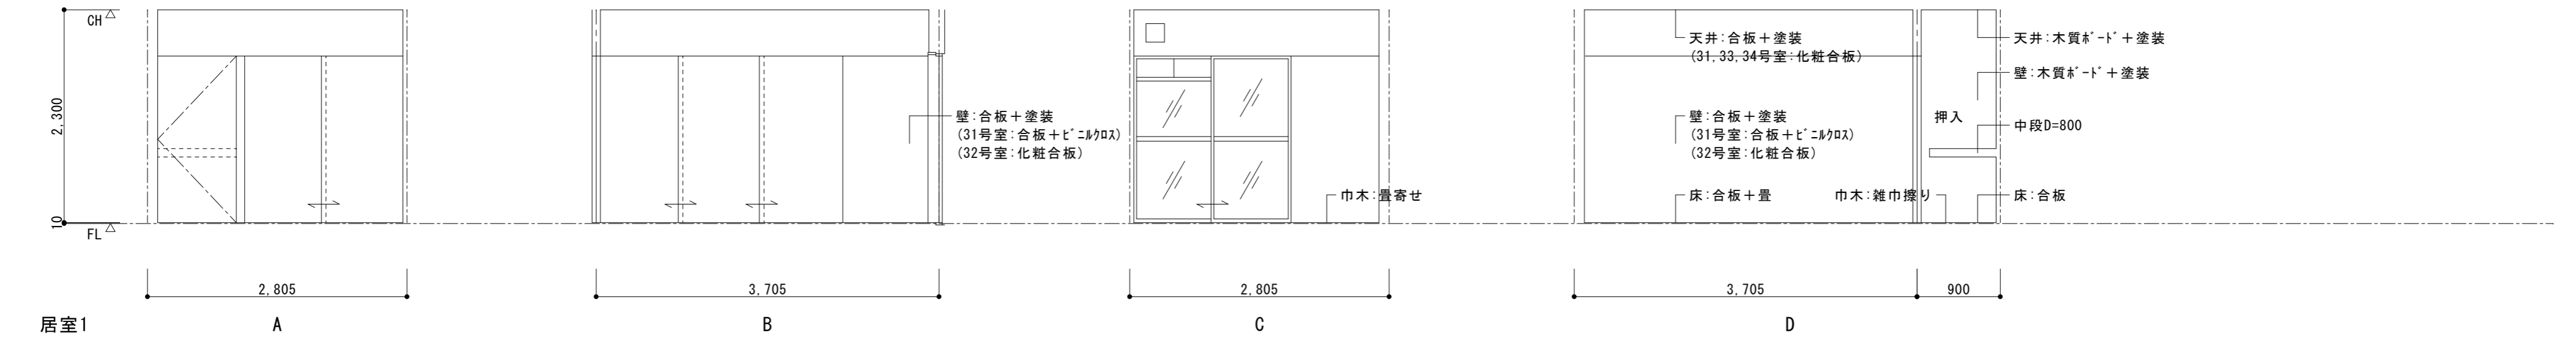 CH
2,300
10
FL
壁:合板＋塗装
(31号室:合板＋ﾋﾞﾆﾙｸﾛｽ)
(32号室:化粧合板)
巾木:畳寄せ
天井:合板＋塗装
(31,33,34号室:化粧合板)
壁:合板＋塗装
(31号室:合板＋ﾋﾞﾆﾙｸﾛｽ)
(32号室:化粧合板)
床:合板＋畳
巾木:雑巾擦り
天井:木質ﾎﾞｰﾄﾞ＋塗装
壁:木質ﾎﾞｰﾄﾞ＋塗装
押入
中段D=800
床:合板
2,805
3,705
2,805
3,705
900
居室1
A
B
C
D